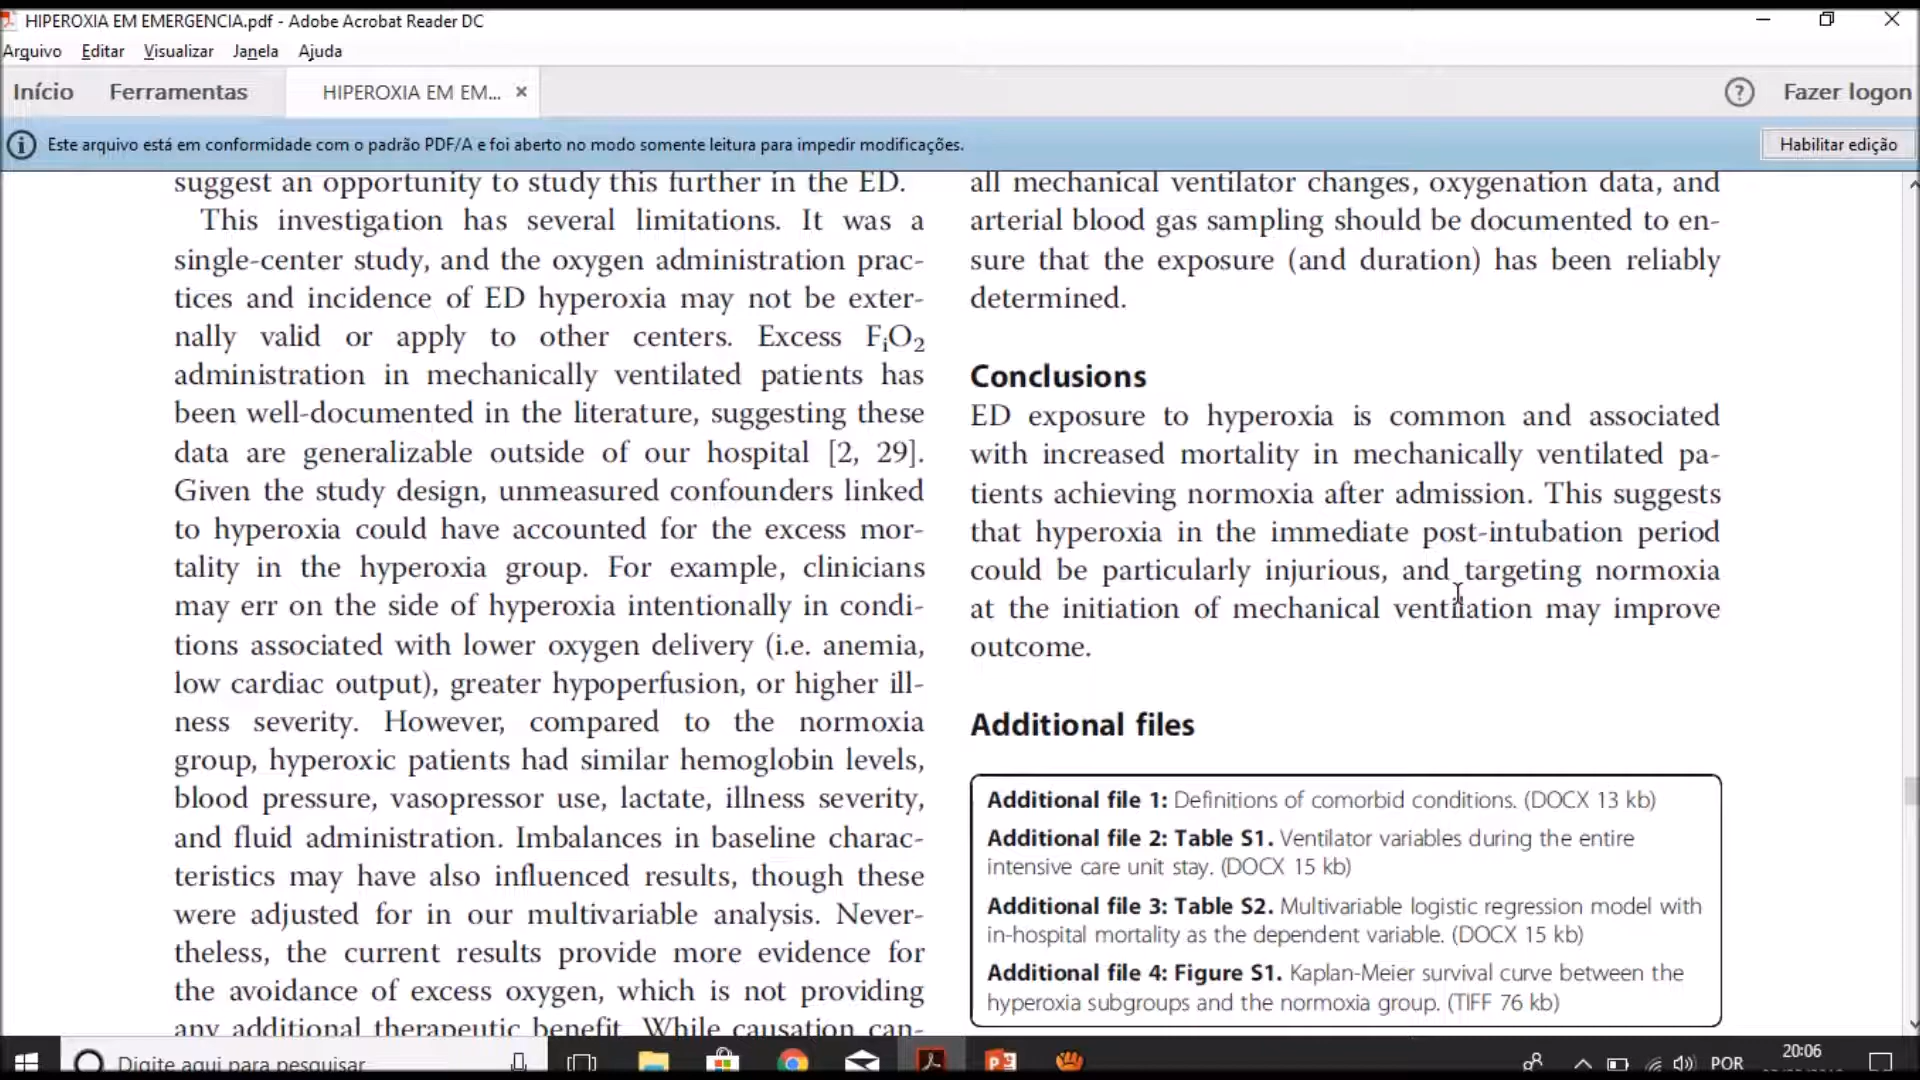 HIPEROXIA EM EMERGENCIA.pdf - Adobe Acrobat Reader DC
Arquivo Editar Visualizar Janela Ajuda
Início Ferramentas HIPEROXIA EM EM... × ? Fazer logon
Este arquivo está em conformidade com o padrão PDF/A e foi aberto no modo somente leitura para impedir modificações. Habilitar edição
suggest an opportunity to study this further in the ED.
This investigation has several limitations. It was a
single-center study, and the oxygen administration prac-
tices and incidence of ED hyperoxia may not be exter-
nally valid or apply to other centers. Excess FiO2
administration in mechanically ventilated patients has
been well-documented in the literature, suggesting these
data are generalizable outside of our hospital [2, 29].
Given the study design, unmeasured confounders linked
to hyperoxia could have accounted for the excess mor-
tality in the hyperoxia group. For example, clinicians
may err on the side of hyperoxia intentionally in condi-
tions associated with lower oxygen delivery (i.e. anemia,
low cardiac output), greater hypoperfusion, or higher ill-
ness severity. However, compared to the normoxia
group, hyperoxic patients had similar hemoglobin levels,
blood pressure, vasopressor use, lactate, illness severity,
and fluid administration. Imbalances in baseline charac-
teristics may have also influenced results, though these
were adjusted for in our multivariable analysis. Never-
theless, the current results provide more evidence for
the avoidance of excess oxygen, which is not providing
any additional therapeutic benefit. While causation can-
all mechanical ventilator changes, oxygenation data, and
arterial blood gas sampling should be documented to en-
sure that the exposure (and duration) has been reliably
determined.
Conclusions
ED exposure to hyperoxia is common and associated
with increased mortality in mechanically ventilated pa-
tients achieving normoxia after admission. This suggests
that hyperoxia in the immediate post-intubation period
could be particularly injurious, and targeting normoxia
at the initiation of mechanical ventilation may improve
outcome.
Additional files
Additional file 1: Definitions of comorbid conditions. (DOCX 13 kb)
Additional file 2: Table S1. Ventilator variables during the entire
intensive care unit stay. (DOCX 15 kb)
Additional file 3: Table S2. Multivariable logistic regression model with
in-hospital mortality as the dependent variable. (DOCX 15 kb)
Additional file 4: Figure S1. Kaplan-Meier survival curve between the
hyperoxia subgroups and the normoxia group. (TIFF 76 kb)
Digite aqui para pesquisar
POR 20:06